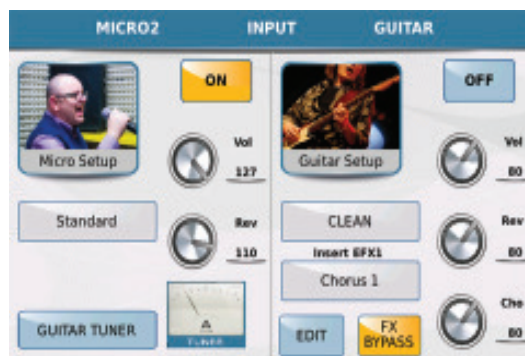 MICRO2 INPUT GUITAR
ON
Vol
127
Micro Setup
Standard
Rev
110
GUITAR TUNER
A
TUNER
OFF
Vol
80
Guitar Setup
CLEAN
Rev
80
Insert EFX1
Chorus 1
Cho
80
EDIT
FX
BYPASS